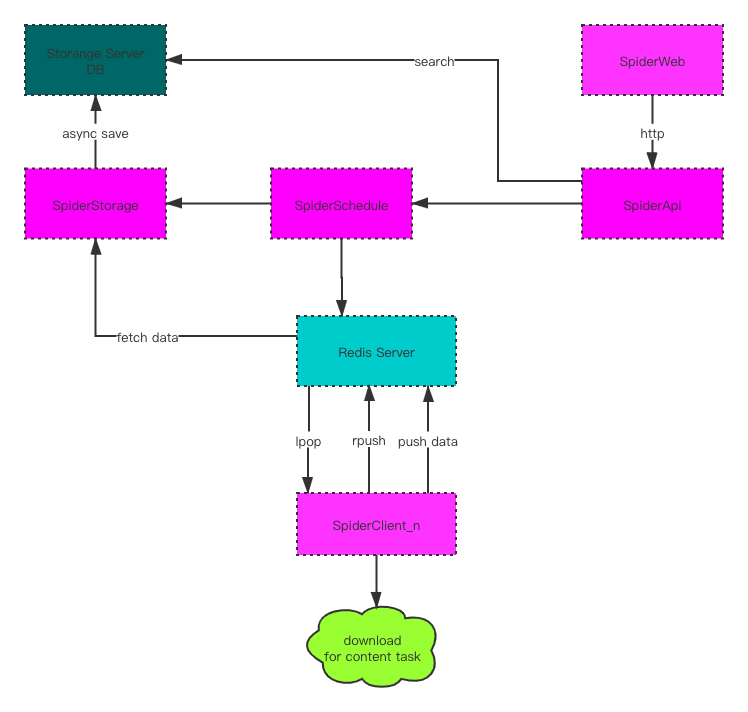 Storange Server
DB
search
SpiderWeb
async save
http
SpiderStorage
SpiderSchedule
SpiderApi
fetch data
Redis Server
lpop
rpush
push data
SpiderClient_n
download
for content task